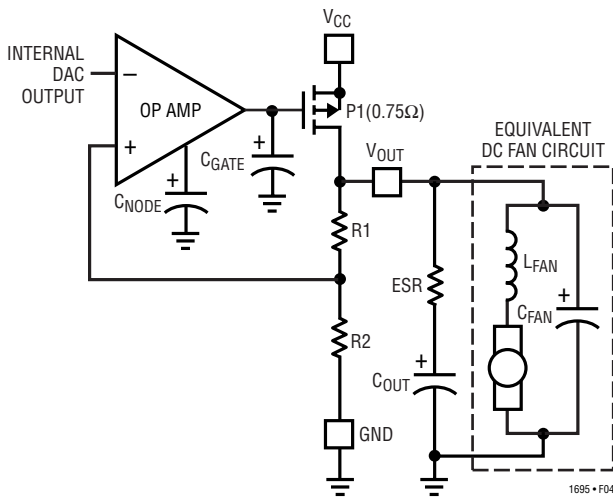 V_CC
INTERNAL
DAC
OUTPUT
−
+
OP AMP
P1(0.75Ω)
+
C_GATE
+
C_NODE
V_OUT
EQUIVALENT
DC FAN CIRCUIT
R1
ESR
L_FAN
+
C_FAN
R2
+
C_OUT
GND
1695 • F04